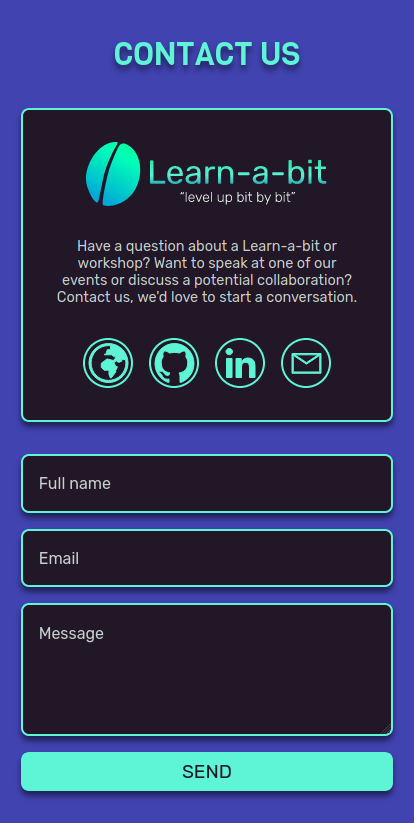 CONTACT US
Learn-a-bit
“level up bit by bit”
Have a question about a Learn-a-bit or
workshop? Want to speak at one of our
events or discuss a potential collaboration?
Contact us, we'd love to start a conversation.
in
Full name
Email
Message
SEND